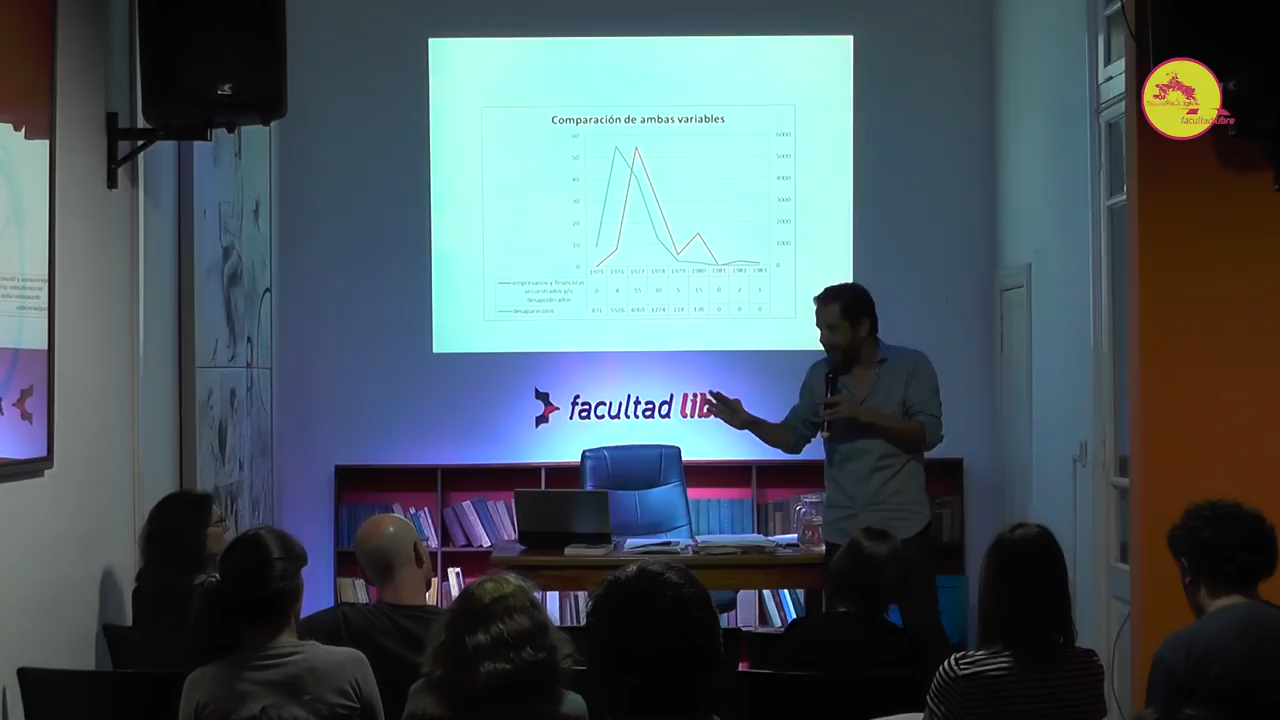 Comparación de ambas variables
60
50
40
30
20
10
0
6000
5000
4000
3000
2000
1000
0
1975 1976 1977 1978 1979 1980 1981 1982 1983
empresarios y financistas
secuestrados y/o
desapoderados
0 8 55 30 5 15 0 2 1
desaparecidos
871 5526 4069 1274 214 126 0 0 0
facultad lib
facultad libre